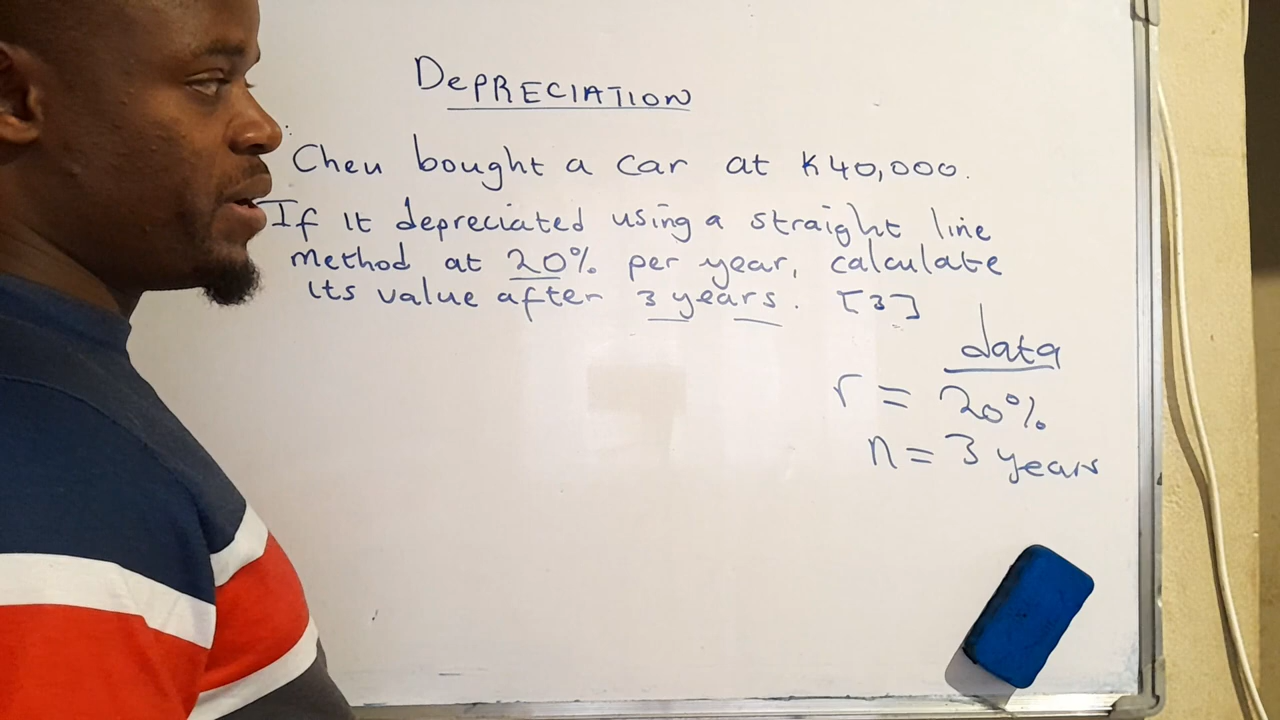 DePRECIATION
Cheu bought a car at K40,000.
If it depreciated using a straight line
method at 20% per year, calculate
its value after 3 years. [3]
data
r = 20%
n = 3 years